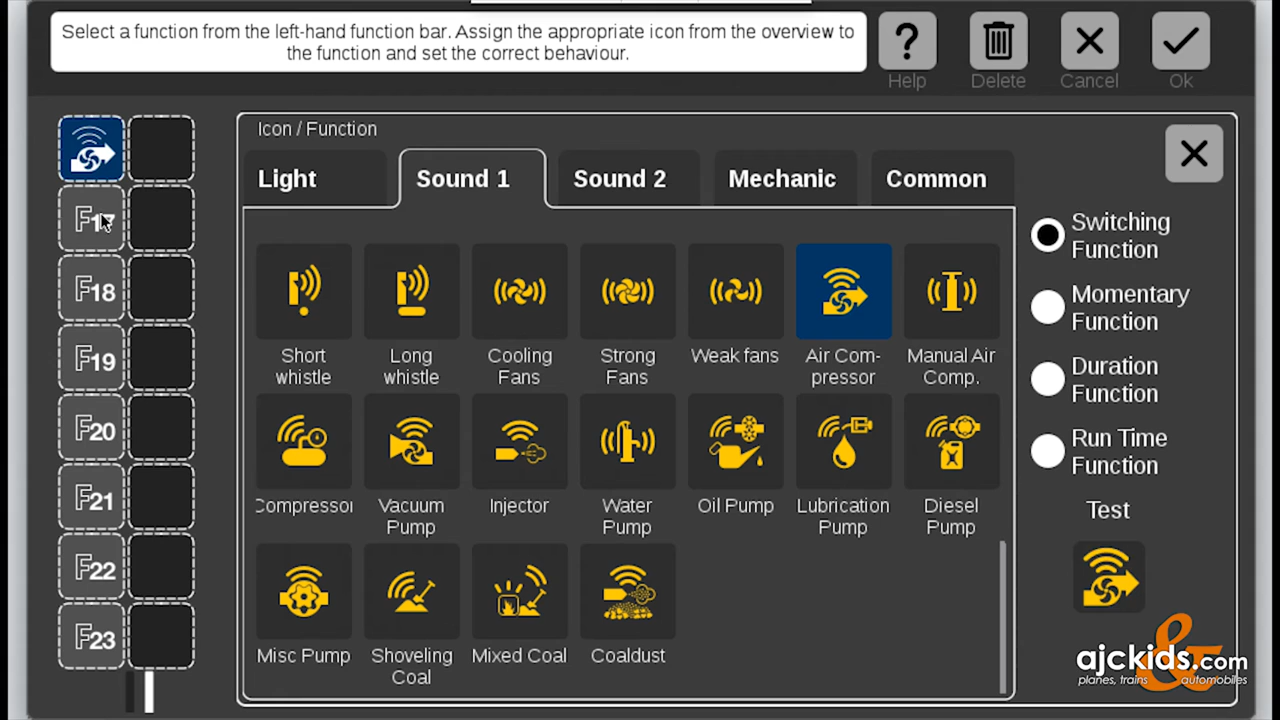 Select a function from the left-hand function bar. Assign the appropriate icon from the overview to
the function and set the correct behaviour.
Help
Delete
Cancel
Ok
Icon / Function
Light
Sound 1
Sound 2
Mechanic
Common
F17
F18
F19
F20
F21
F22
F23
Short
whistle
Long
whistle
Cooling
Fans
Strong
Fans
Weak fans
Air Com-
pressor
Manual Air
Comp.
Compressor
Vacuum
Pump
Injector
Water
Pump
Oil Pump
Lubrication
Pump
Diesel
Pump
Misc Pump
Shoveling
Coal
Mixed Coal
Coaldust
Switching
Function
Momentary
Function
Duration
Function
Run Time
Function
Test
&
ajckids.com
planes, trains automobiles